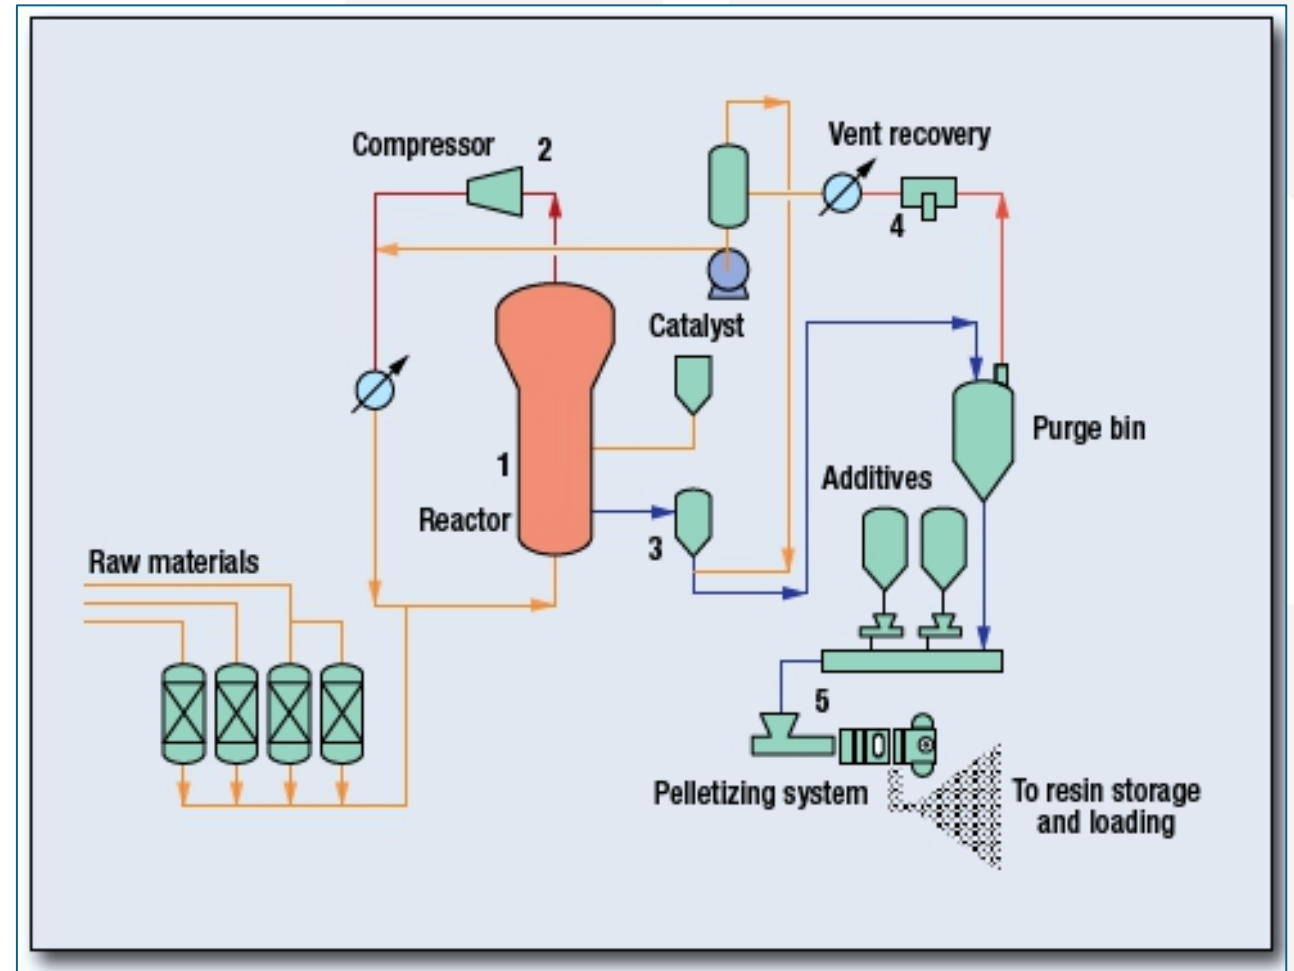 Compressor
2
Vent recovery
4
Catalyst
1
Reactor
3
Purge bin
Additives
Raw materials
5
Pelletizing system
To resin storage
and loading